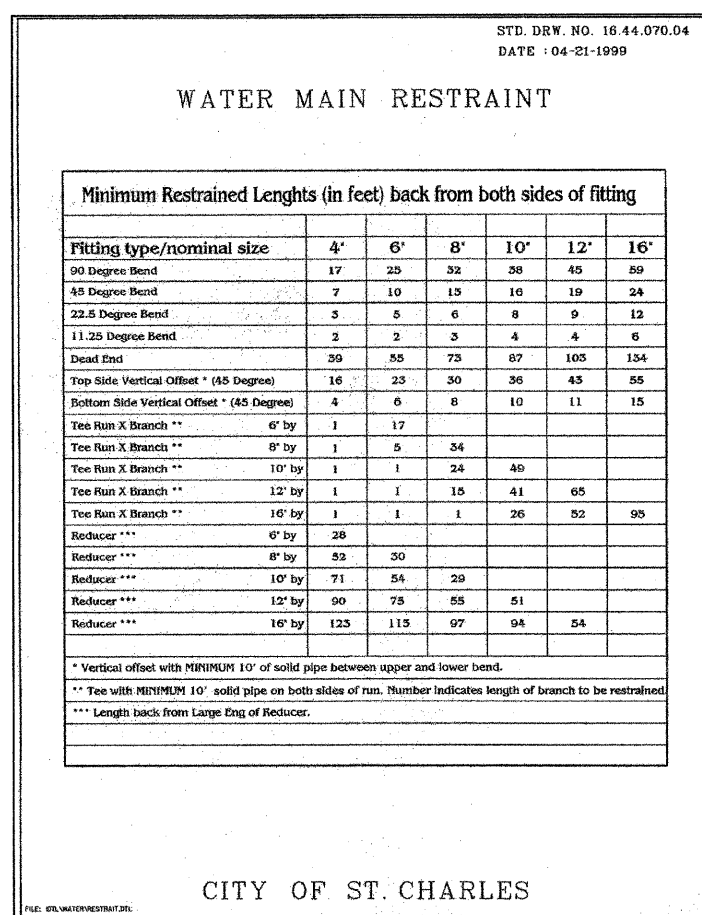 STD. DRW. NO. 16.44.070.04
DATE : 04-21-1999
WATER MAIN RESTRAINT
Minimum Restrained Lenghts (in feet) back from both sides of fitting
Fitting type/nominal size 4" 6" 8" 10" 12" 16"
90 Degree Bend 17 25 32 38 45 59
45 Degree Bend 7 10 13 16 19 24
22.5 Degree Bend 3 5 6 8 9 12
11.25 Degree Bend 2 2 3 4 4 6
Dead End 39 55 73 87 103 134
Top Side Vertical Offset * (45 Degree) 16 23 30 36 43 55
Bottom Side Vertical Offset * (45 Degree) 4 6 8 10 11 15
Tee Run X Branch ** 6" by 1 17
Tee Run X Branch ** 8" by 1 5 34
Tee Run X Branch ** 10" by 1 1 24 49
Tee Run X Branch ** 12" by 1 1 15 41 65
Tee Run X Branch ** 16" by 1 1 1 26 52 95
Reducer *** 6" by 28
Reducer *** 8" by 52 30
Reducer *** 10" by 71 54 29
Reducer *** 12" by 90 75 55 31
Reducer *** 16" by 123 113 97 94 54
* Vertical offset with MINIMUM 10' of solid pipe between upper and lower bend.
** Tee with MINIMUM 10' solid pipe on both sides of run. Number indicates length of branch to be restrained
*** Length back from Large Eng of Reducer.
CITY OF ST. CHARLES
FILE: \DTL\WATER\RESTRAIT.DTL